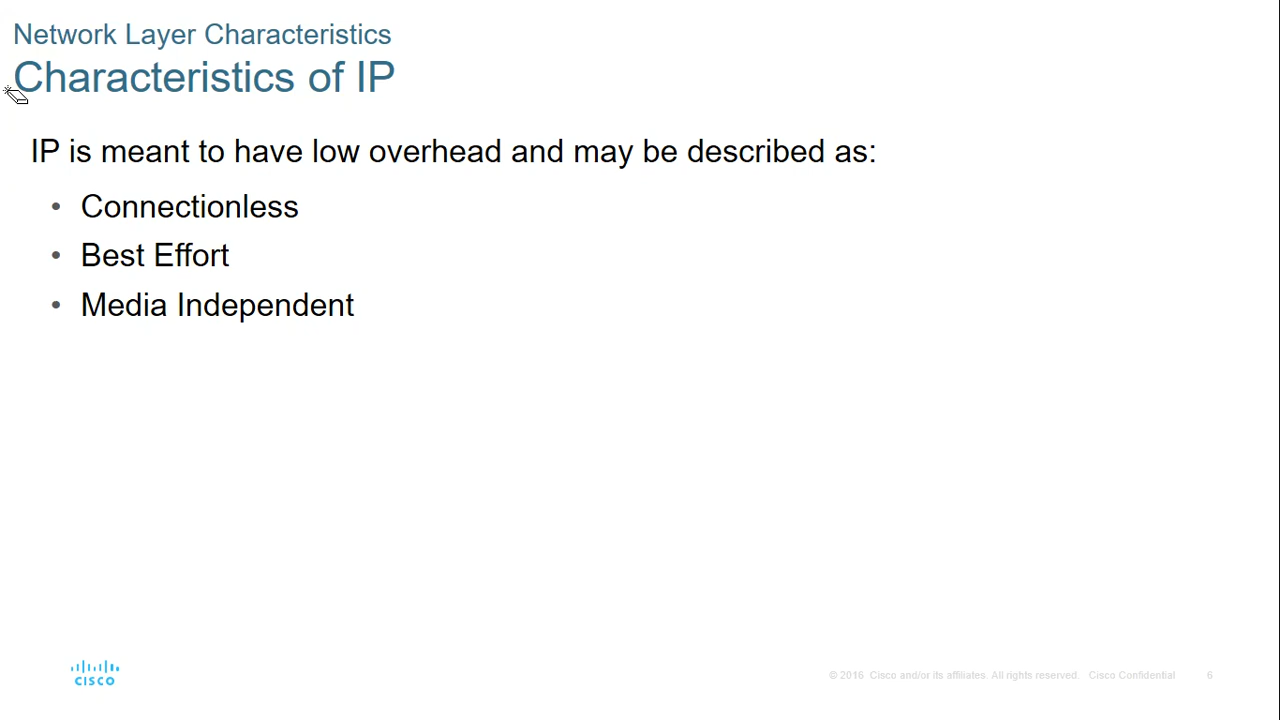 Network Layer Characteristics
Characteristics of IP
IP is meant to have low overhead and may be described as:
• Connectionless
• Best Effort
• Media Independent
CISCO
© 2016 Cisco and/or its affiliates. All rights reserved. Cisco Confidential 6